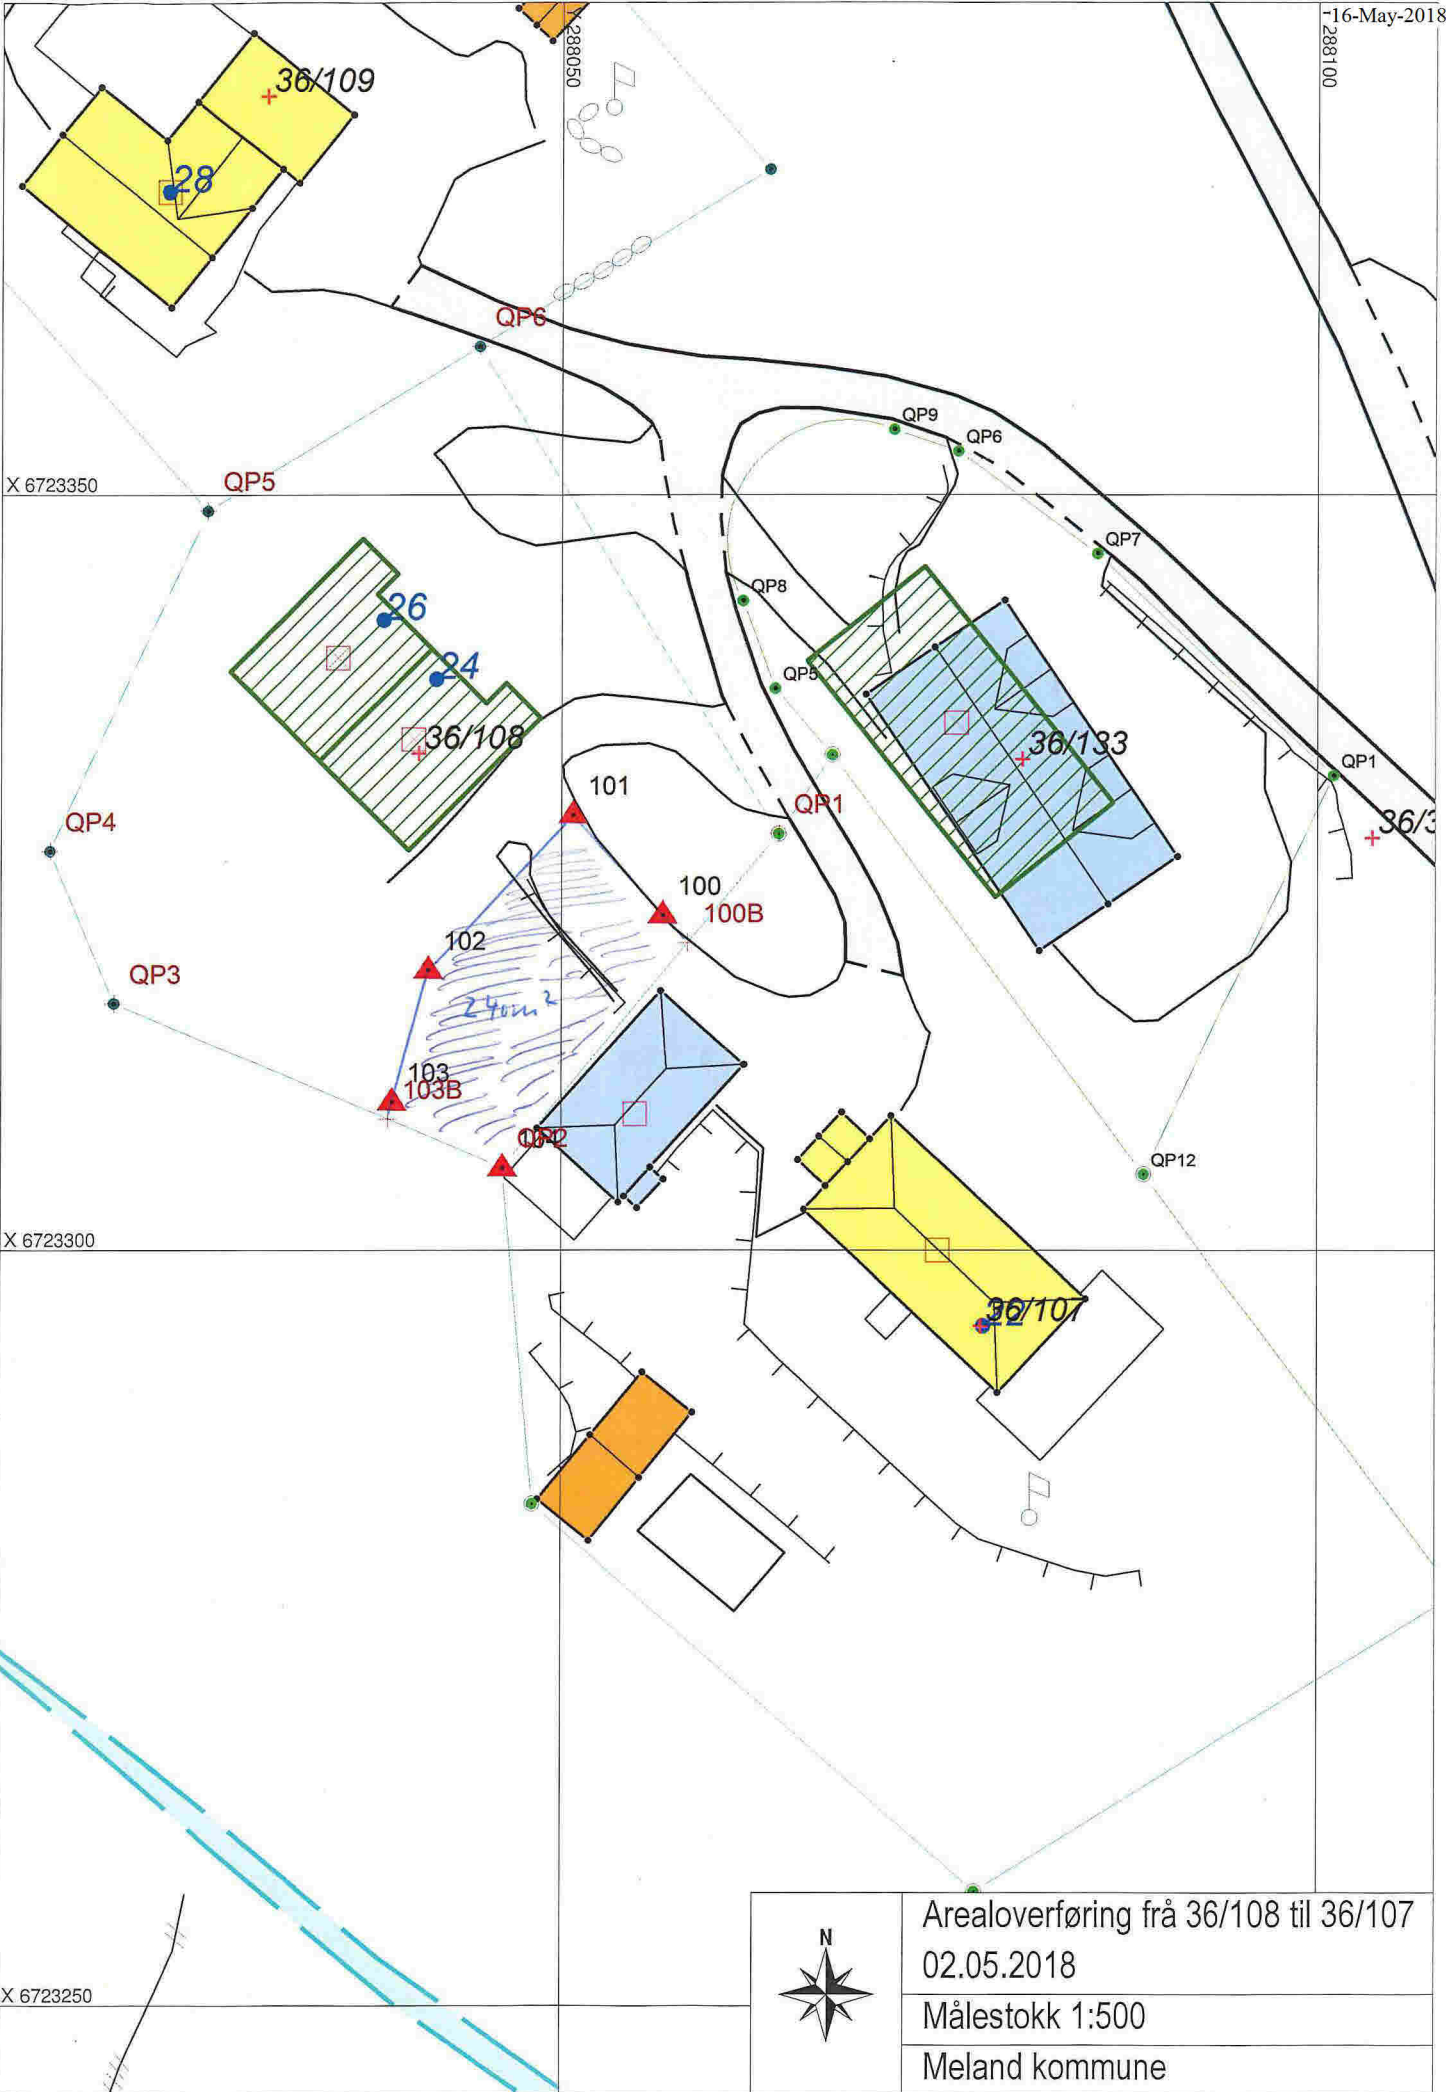 16-May-2018
Y 288050
288100
36/109
28
QP6
QP9
QP6
QP5
X 6723350
QP7
QP8
26
24
QP5
36/108
36/133
QP1
101
QP1
36/3
QP4
100
100B
102
QP3
240m²
103
103B
QP2
QP12
X 6723300
36/107
22
X 6723250
N
Arealoverføring frå 36/108 til 36/107
02.05.2018
Målestokk 1:500
Meland kommune